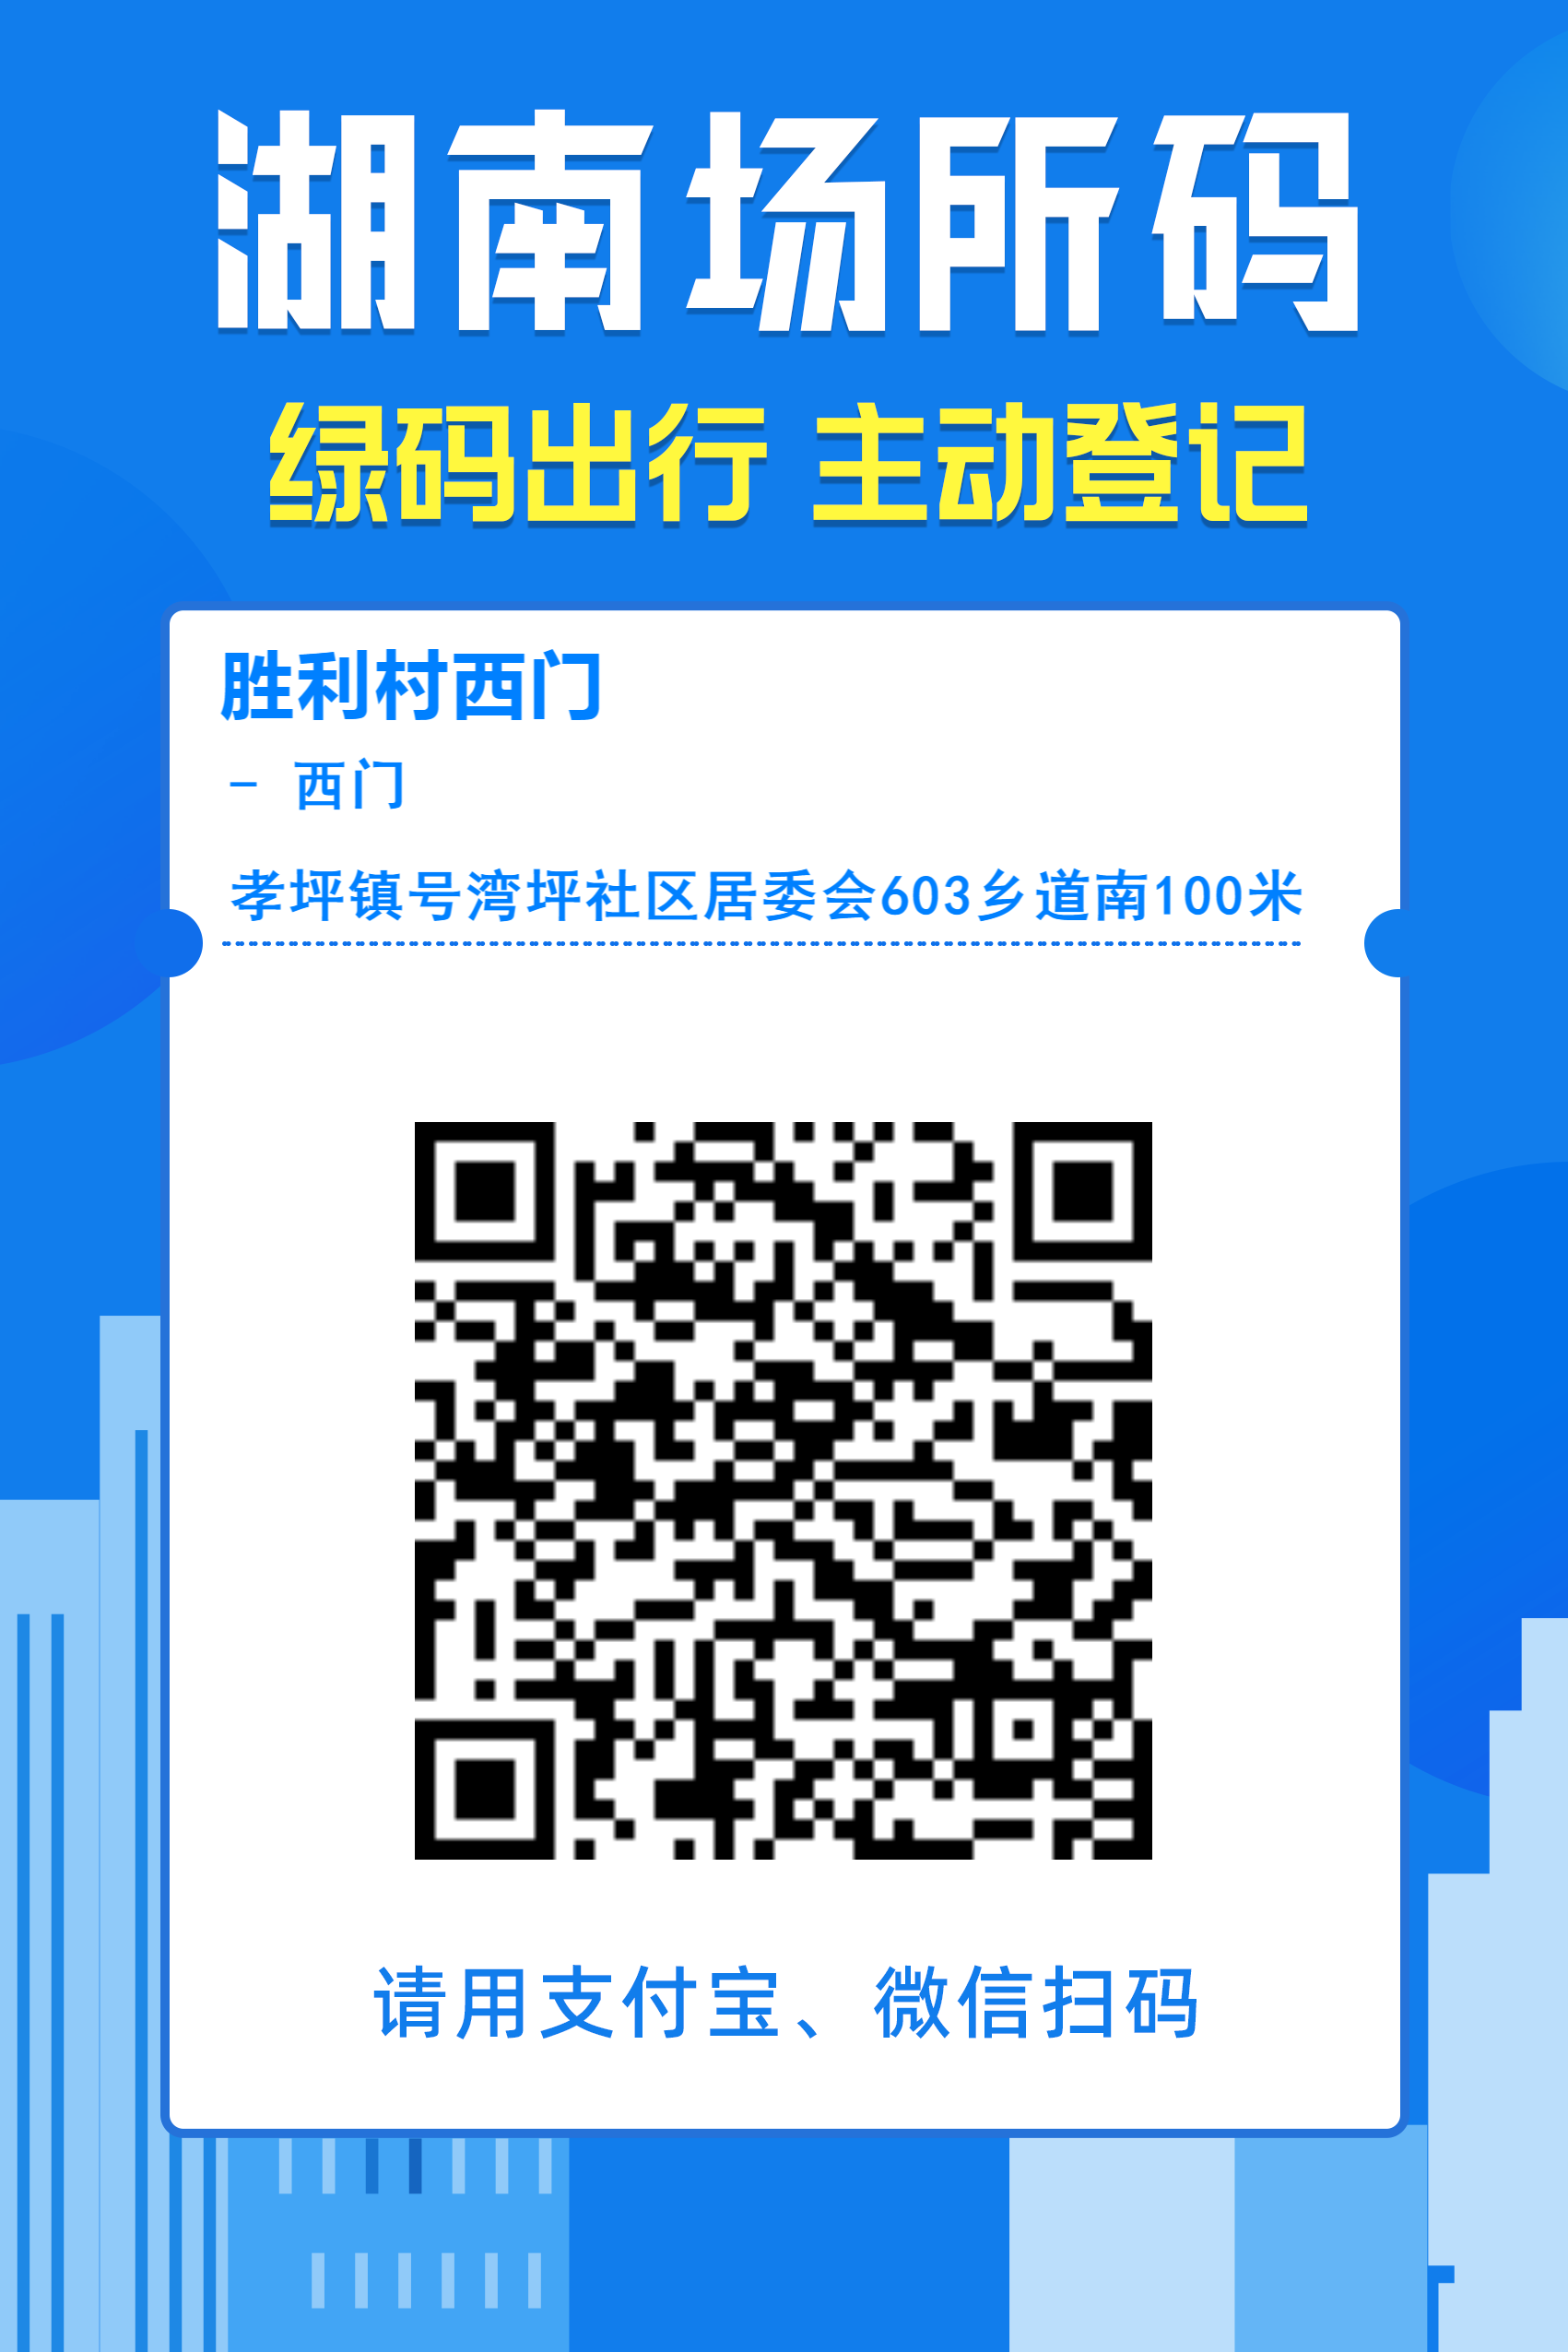 湖南场所码
绿码出行 主动登记
胜利村西门
- 西门
孝坪镇号湾坪社区居委会603乡道南100米
请用支付宝、微信扫码